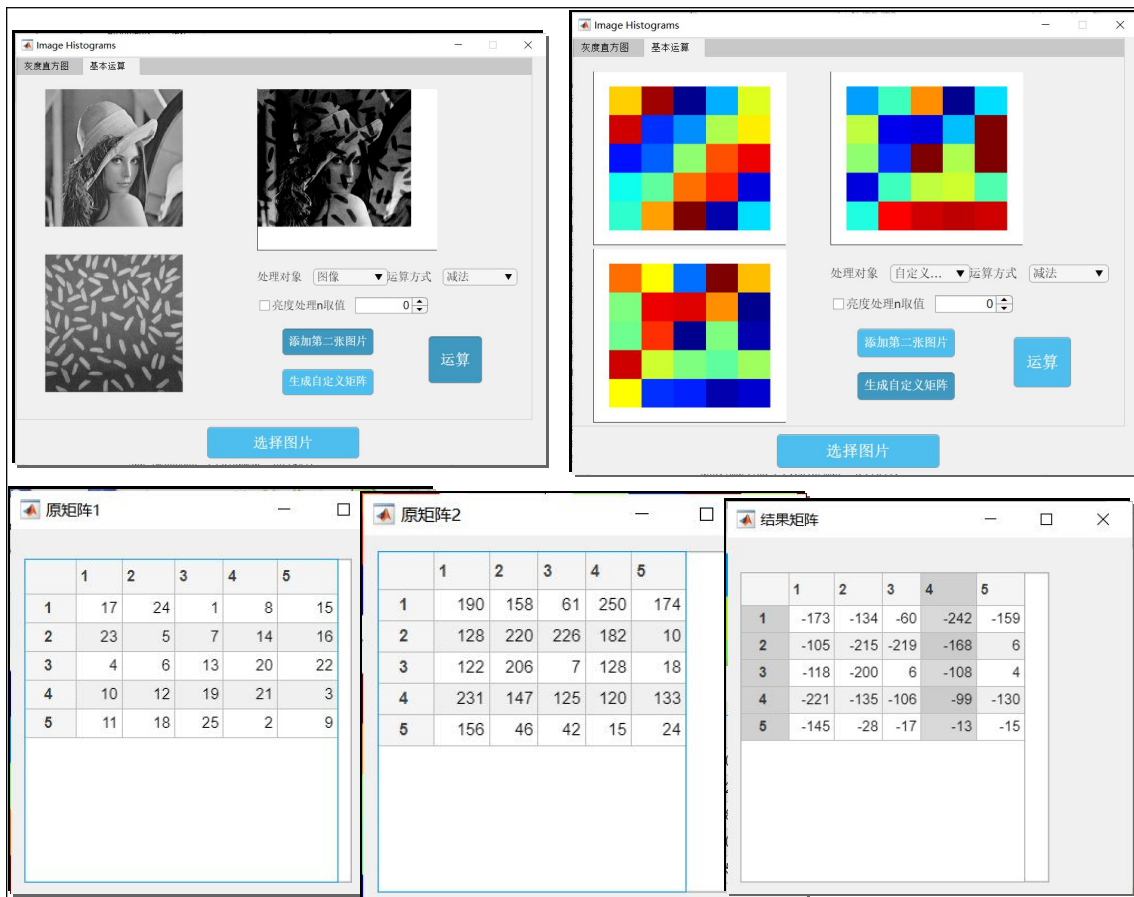 Image Histograms
灰度直方图 基本运算
处理对象 图像 运算方式 减法
亮度处理n取值 0
添加第二张图片
运算
生成自定义矩阵
选择图片
Image Histograms
灰度直方图 基本运算
处理对象 自定义... 运算方式 减法
亮度处理n取值 0
添加第二张图片
运算
生成自定义矩阵
选择图片
原矩阵1
1 2 3 4 5
1 17 24 1 8 15
2 23 5 7 14 16
3 4 6 13 20 22
4 10 12 19 21 3
5 11 18 25 2 9
原矩阵2
1 2 3 4 5
1 190 158 61 250 174
2 128 220 226 182 10
3 122 206 7 128 18
4 231 147 125 120 133
5 156 46 42 15 24
结果矩阵
1 2 3 4 5
1 -173 -134 -60 -242 -159
2 -105 -215 -219 -168 6
3 -118 -200 6 -108 4
4 -221 -135 -106 -99 -130
5 -145 -28 -17 -13 -15